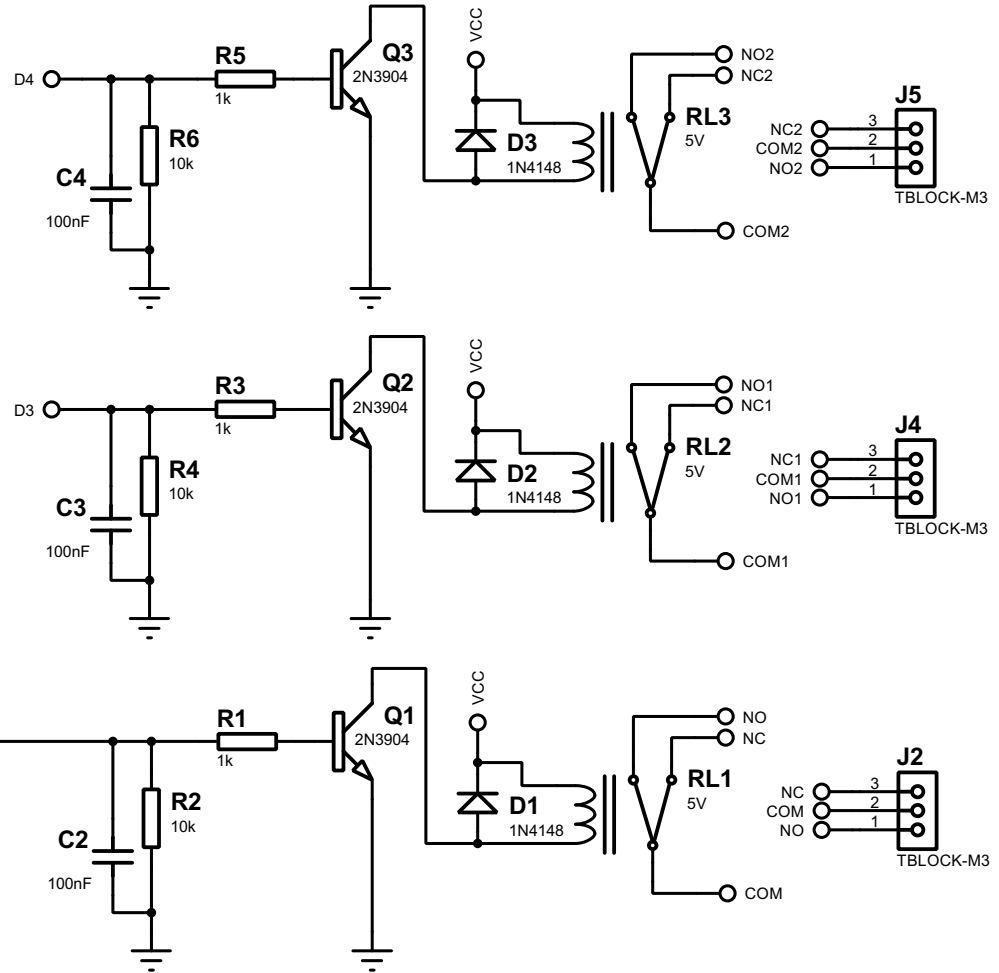 VCC
Q3
2N3904
R5
1k
D4
NO2
NC2
J5
RL3
5V
NC2 3
COM2 2
NO2 1
TBLOCK-M3
R6
10k
D3
1N4148
C4
100nF
COM2
VCC
Q2
2N3904
R3
1k
D3
NO1
NC1
J4
RL2
5V
NC1 3
COM1 2
NO1 1
TBLOCK-M3
R4
10k
D2
1N4148
C3
100nF
COM1
VCC
Q1
2N3904
R1
1k
NO
NC
J2
RL1
5V
NC 3
COM 2
NO 1
TBLOCK-M3
R2
10k
D1
1N4148
C2
100nF
COM